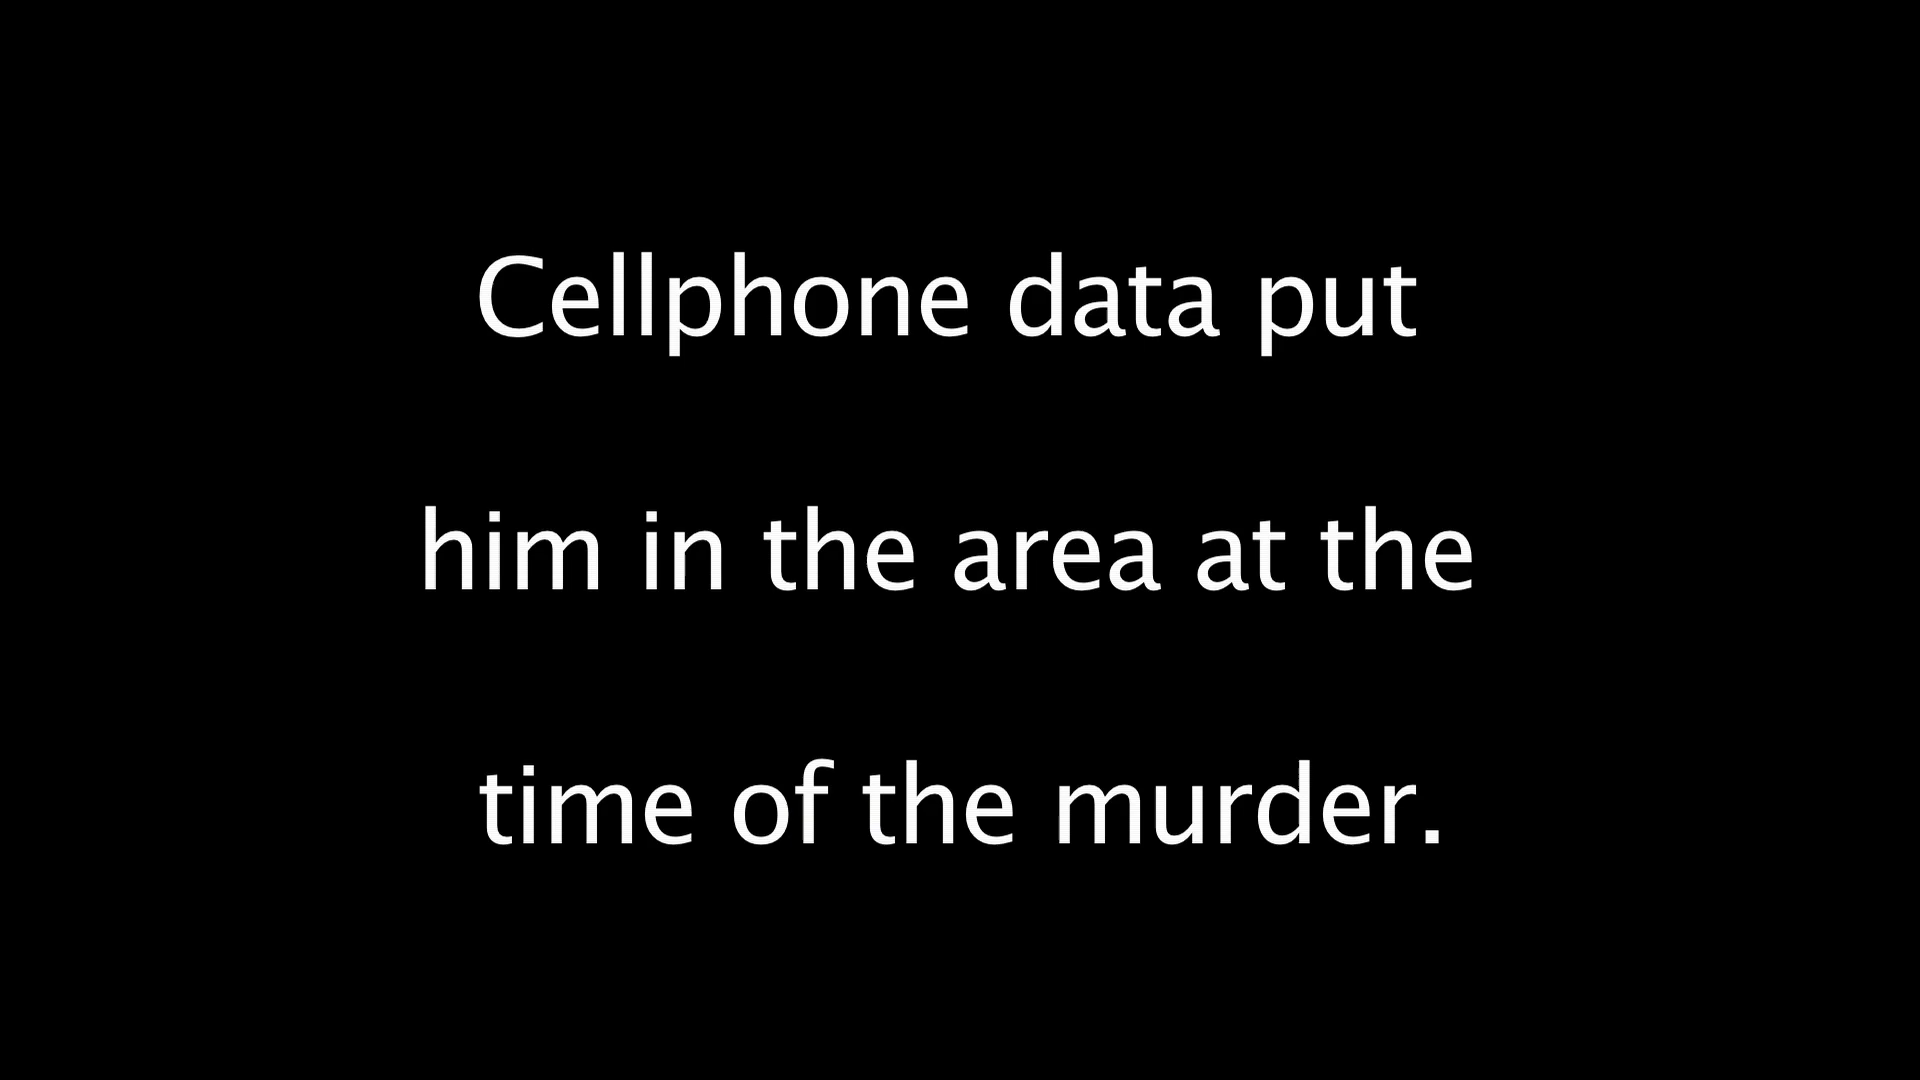 Cellphone data put
him in the area at the
time of the murder.